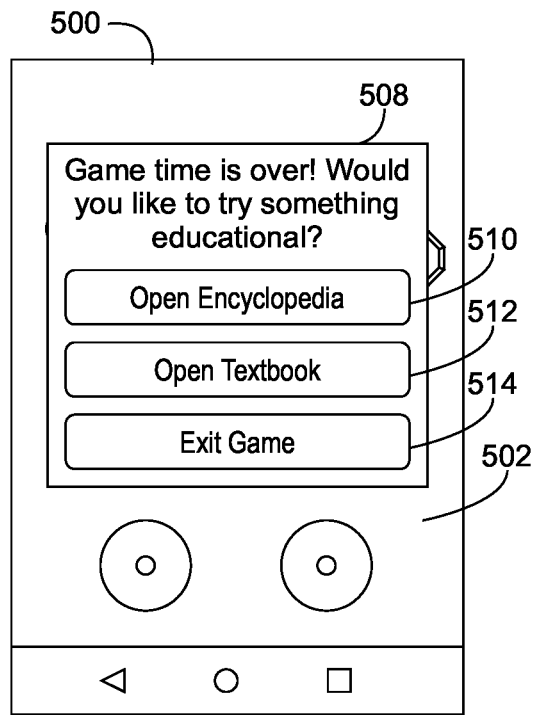 500
508
Game time is over! Would
you like to try something
educational?
510
Open Encyclopedia
512
Open Textbook
514
Exit Game
502